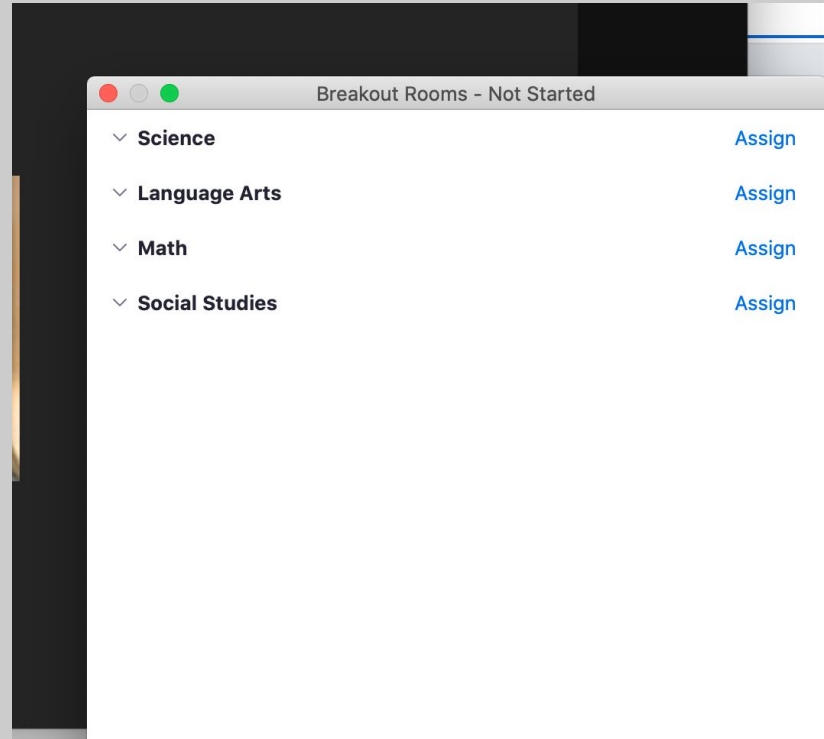 Breakout Rooms - Not Started
Science Assign
Language Arts Assign
Math Assign
Social Studies Assign